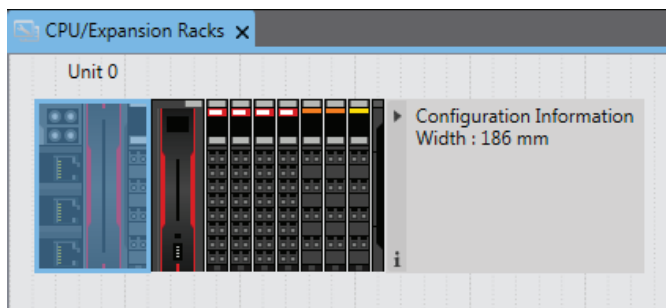 CPU/Expansion Racks
Unit 0
Configuration Information
Width : 186 mm